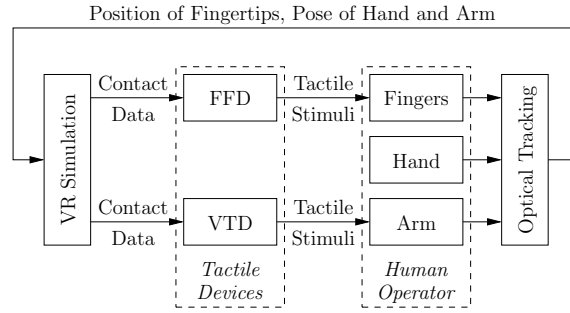 Position of Fingertips, Pose of Hand and Arm
VR Simulation
Contact
Data
FFD
Tactile
Stimuli
Fingers
Hand
Optical Tracking
Contact
Data
VTD
Tactile
Stimuli
Arm
Tactile
Devices
Human
Operator